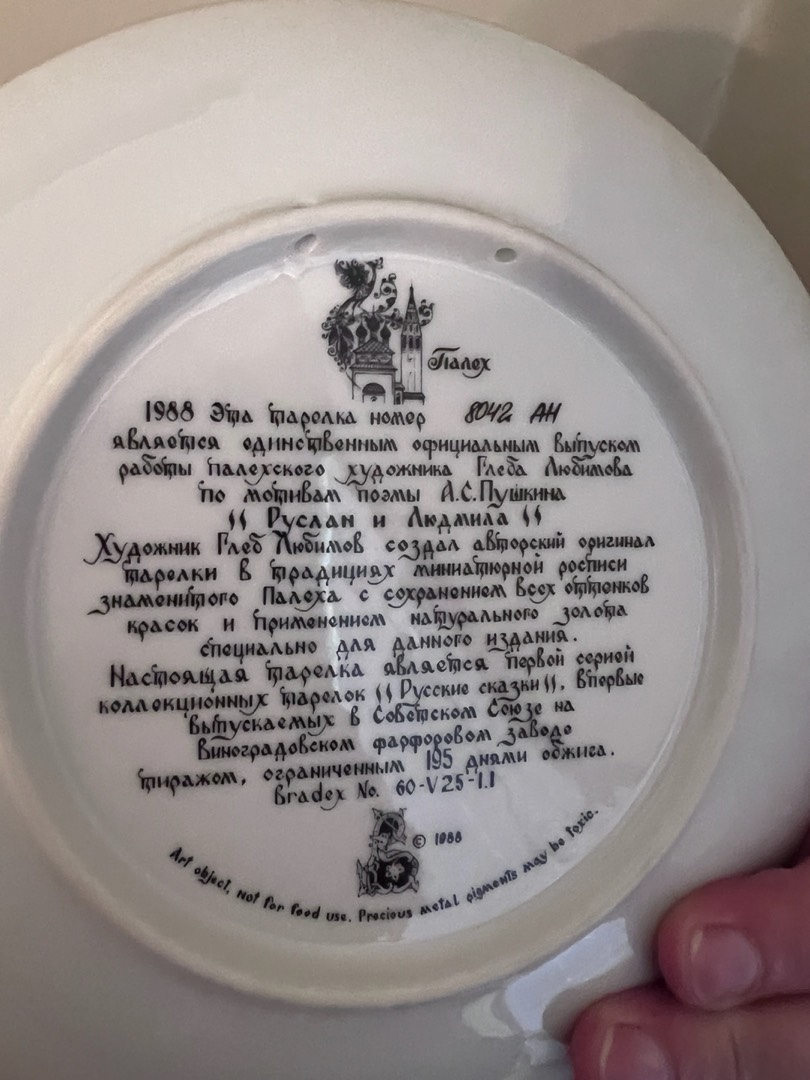 Палех
1988 Эта тарелка номер 8042 АН
является единственным официальным выпуском
работы палехского художника Глеба Любимова
по мотивам поэмы А.С.Пушкина
"Руслан и Людмила"
Художник Глеб Любимов создал авторский оригинал
тарелки в традициях миниатюрной росписи
знаменитого Палеха с сохранением всех оттенков
красок и применением натурального золота
специально для данного издания.
Настоящая тарелка является первой серией
коллекционных тарелок "Русские сказки", впервые
выпускаемых в Советском Союзе на
Виноградовском фарфоровом заводе
тиражом, ограниченным 195 днями обжига.
Bradex No. 60-V25-1.1
© 1988
Art object, not for food use. Precious metal pigments may be toxic.